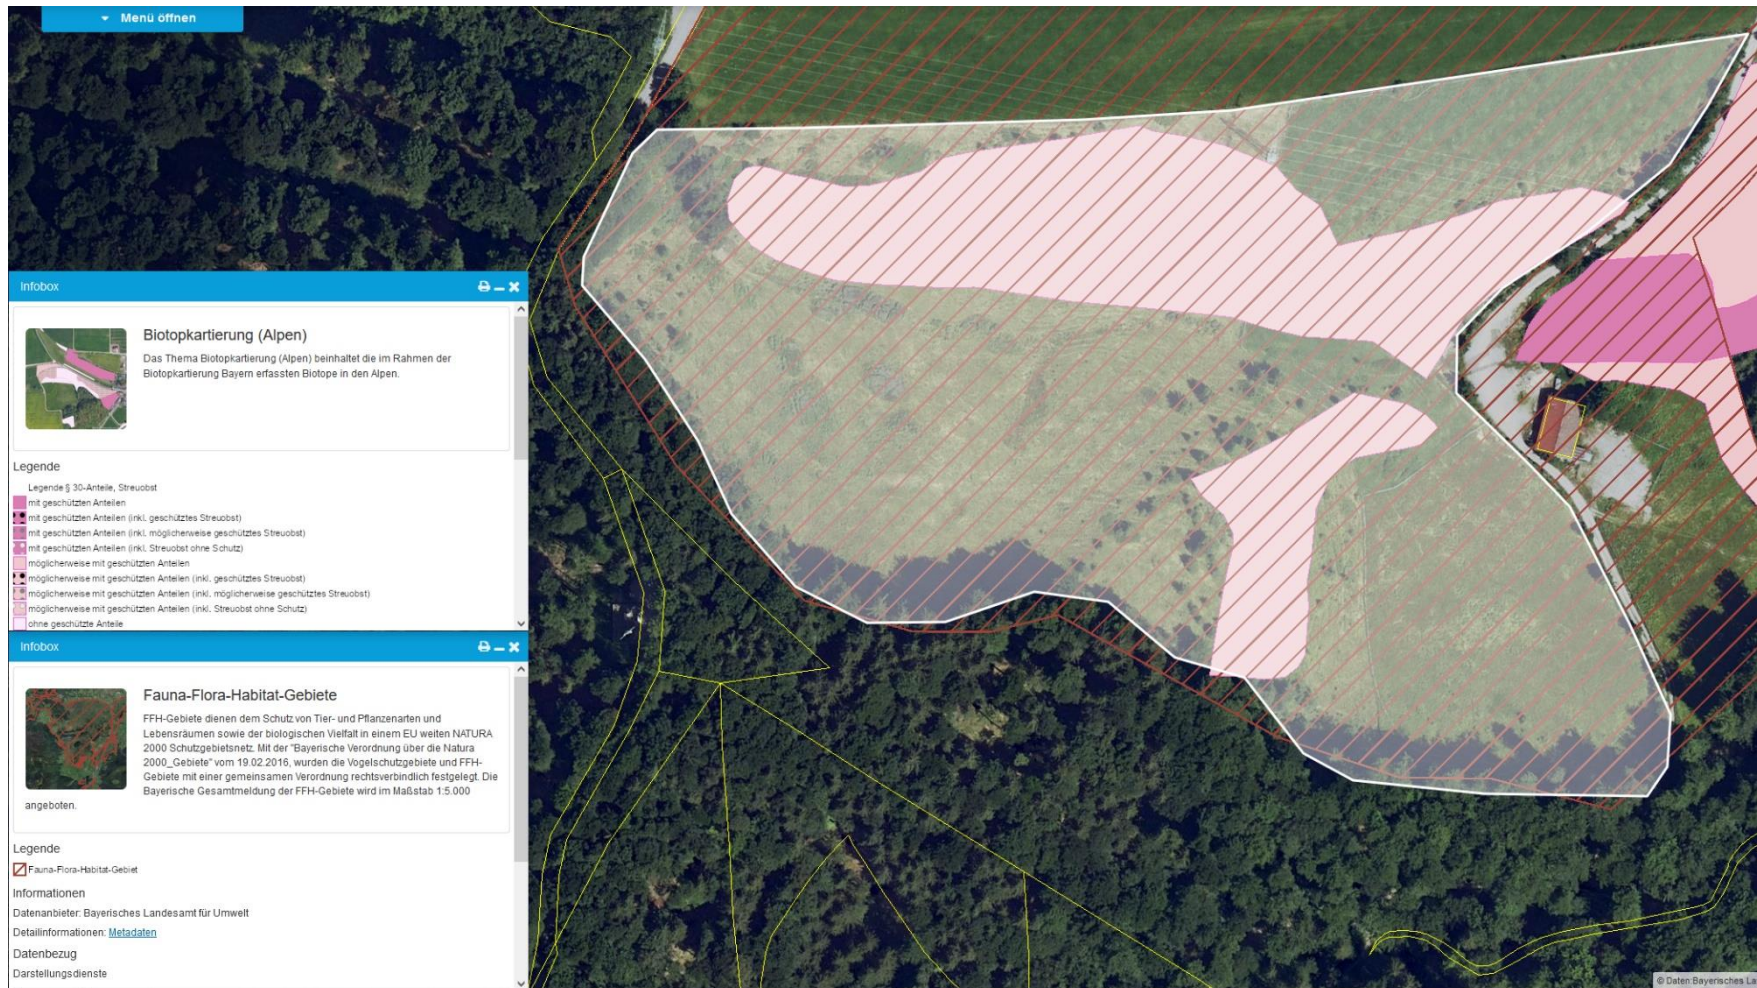 Menü öffnen
Infobox
Biotopkartierung (Alpen)
Das Thema Biotopkartierung (Alpen) beinhaltet die im Rahmen der
Biotopkartierung Bayern erfassten Biotope in den Alpen.
Legende
Legende § 30-Anteile, Streuobst
mit geschützten Anteilen
mit geschützten Anteilen (inkl. geschütztes Streuobst)
mit geschützten Anteilen (inkl. möglicherweise geschütztes Streuobst)
mit geschützten Anteilen (inkl. Streuobst ohne Schutz)
möglicherweise mit geschützten Anteilen
möglicherweise mit geschützten Anteilen (inkl. geschütztes Streuobst)
möglicherweise mit geschützten Anteilen (inkl. möglicherweise geschütztes Streuobst)
möglicherweise mit geschützten Anteilen (inkl. Streuobst ohne Schutz)
ohne geschützte Anteile
Infobox
Fauna-Flora-Habitat-Gebiete
FFH-Gebiete dienen dem Schutz von Tier- und Pflanzenarten und
Lebensräumen sowie der biologischen Vielfalt in einem EU weiten NATURA
2000 Schutzgebietsnetz. Mit der "Bayerische Verordnung über die Natura
2000_Gebiete" vom 19.02.2016, wurden die Vogelschutzgebiete und FFH-
Gebiete mit einer gemeinsamen Verordnung rechtsverbindlich festgelegt. Die
Bayerische Gesamtmeldung der FFH-Gebiete wird im Maßstab 1:5.000
angeboten.
Legende
Fauna-Flora-Habitat-Gebiet
Informationen
Datenanbieter: Bayerisches Landesamt für Umwelt
Detailinformationen: Metadaten
Datenbezug
Darstellungsdienste
© Daten:Bayerisches La